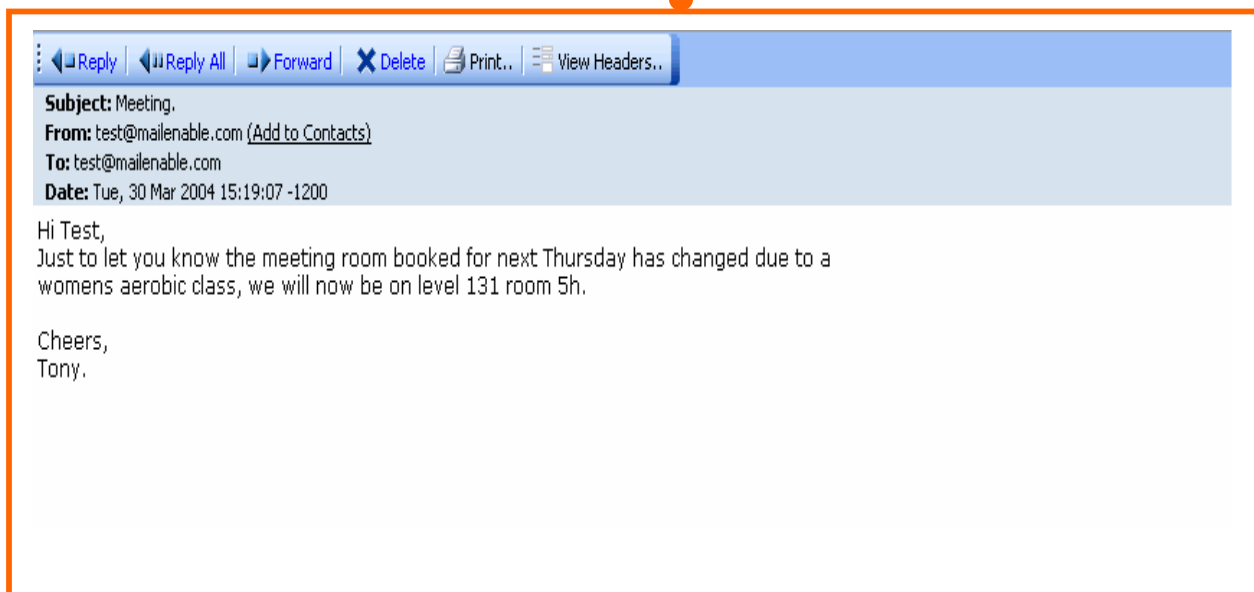 Reply Reply All Forward Delete Print.. View Headers..
Subject: Meeting.
From: test@mailenable.com (Add to Contacts)
To: test@mailenable.com
Date: Tue, 30 Mar 2004 15:19:07 -1200
Hi Test,
Just to let you know the meeting room booked for next Thursday has changed due to a
womens aerobic class, we will now be on level 131 room 5h.
Cheers,
Tony.